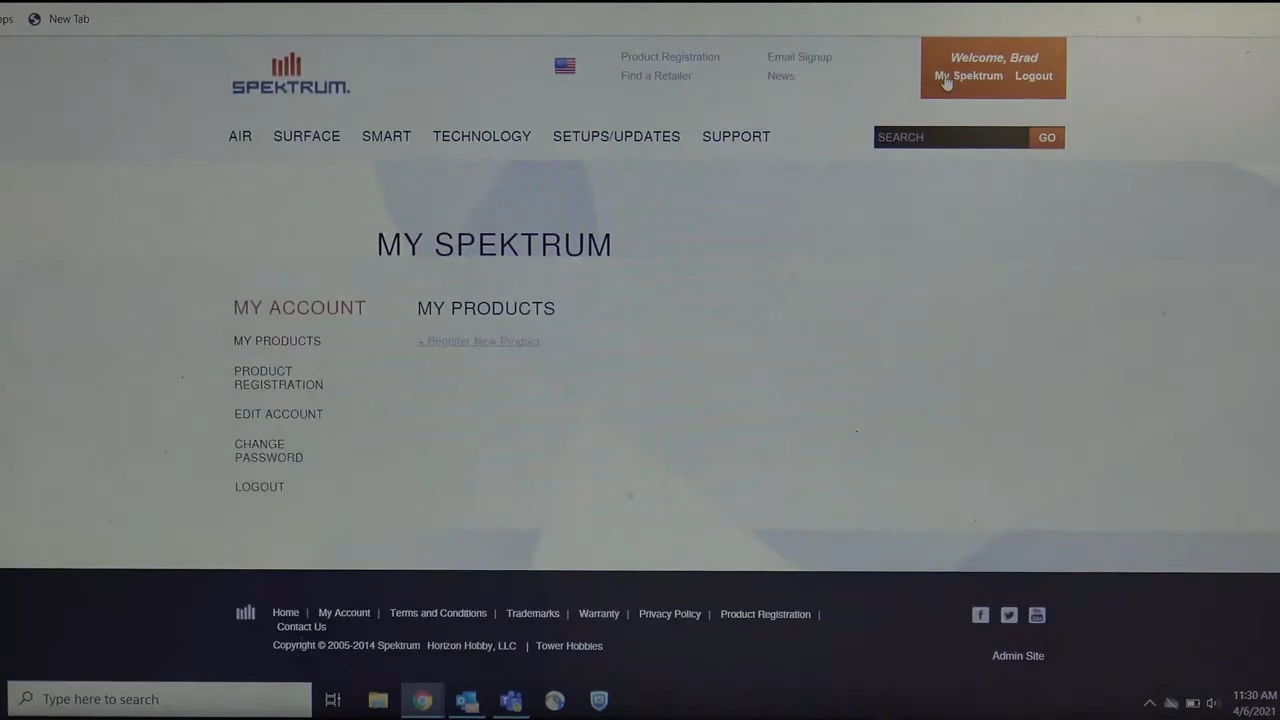 New Tab
SPEKTRUM.
Product Registration
Email Signup
Find a Retailer
News
Welcome, Brad
My Spektrum Logout
AIR SURFACE SMART TECHNOLOGY SETUPS/UPDATES SUPPORT
SEARCH GO
MY SPEKTRUM
MY ACCOUNT
MY PRODUCTS
PRODUCT
REGISTRATION
EDIT ACCOUNT
CHANGE
PASSWORD
LOGOUT
MY PRODUCTS
Register New Product
Home | My Account | Terms and Conditions | Trademarks | Warranty | Privacy Policy | Product Registration |
Contact Us
Copyright © 2005-2014 Spektrum Horizon Hobby, LLC | Tower Hobbies
Admin Site
Type here to search
11:30 AM
4/6/2021